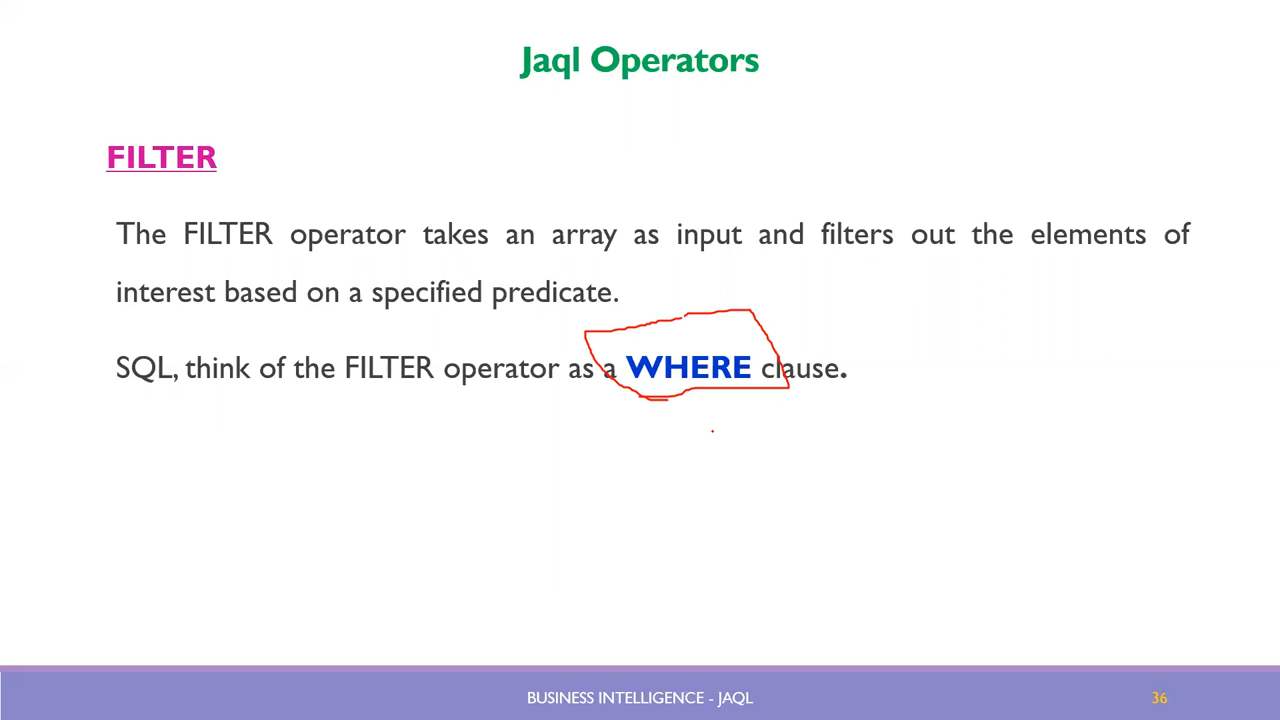 Jaql Operators
FILTER
The FILTER operator takes an array as input and filters out the elements of
interest based on a specified predicate.
SQL, think of the FILTER operator as a WHERE clause.
BUSINESS INTELLIGENCE - JAQL
36